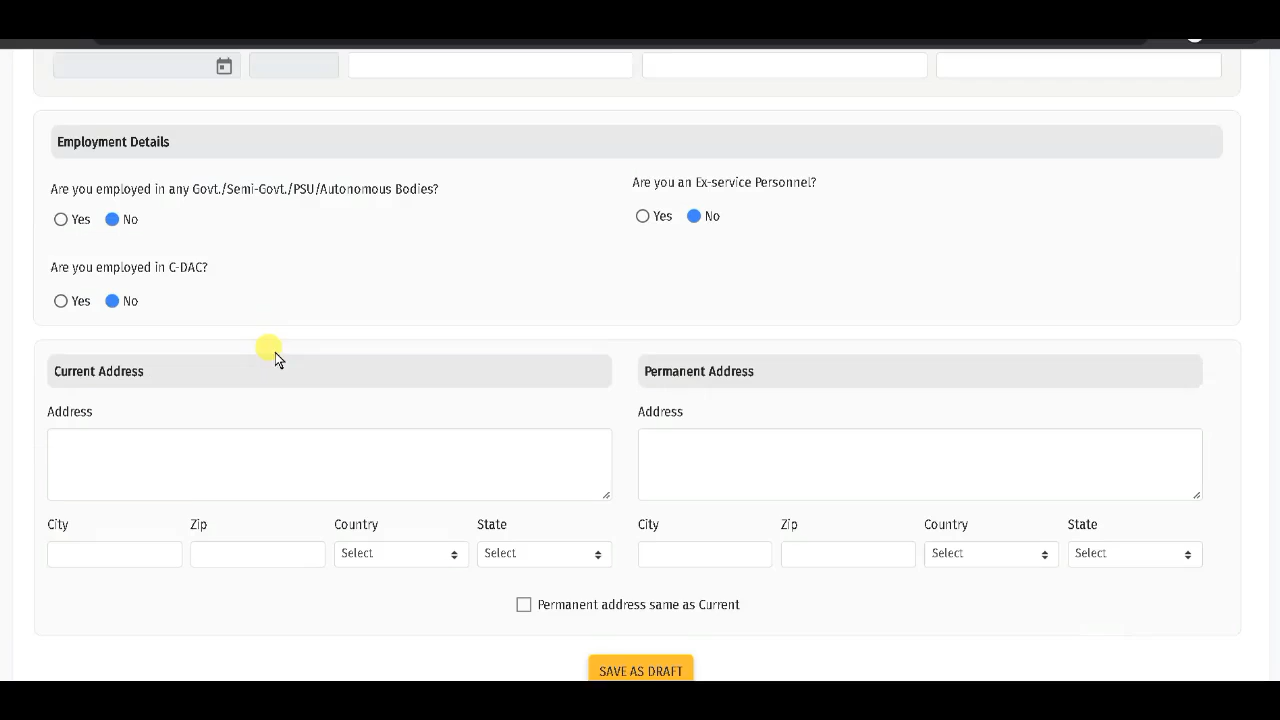 Employment Details
Are you employed in any Govt./Semi-Govt./PSU/Autonomous Bodies?
Yes No
Are you an Ex-service Personnel?
Yes No
Are you employed in C-DAC?
Yes No
Current Address
Address
City Zip Country State
Select Select
Permanent Address
Address
City Zip Country State
Select Select
Permanent address same as Current
SAVE AS DRAFT